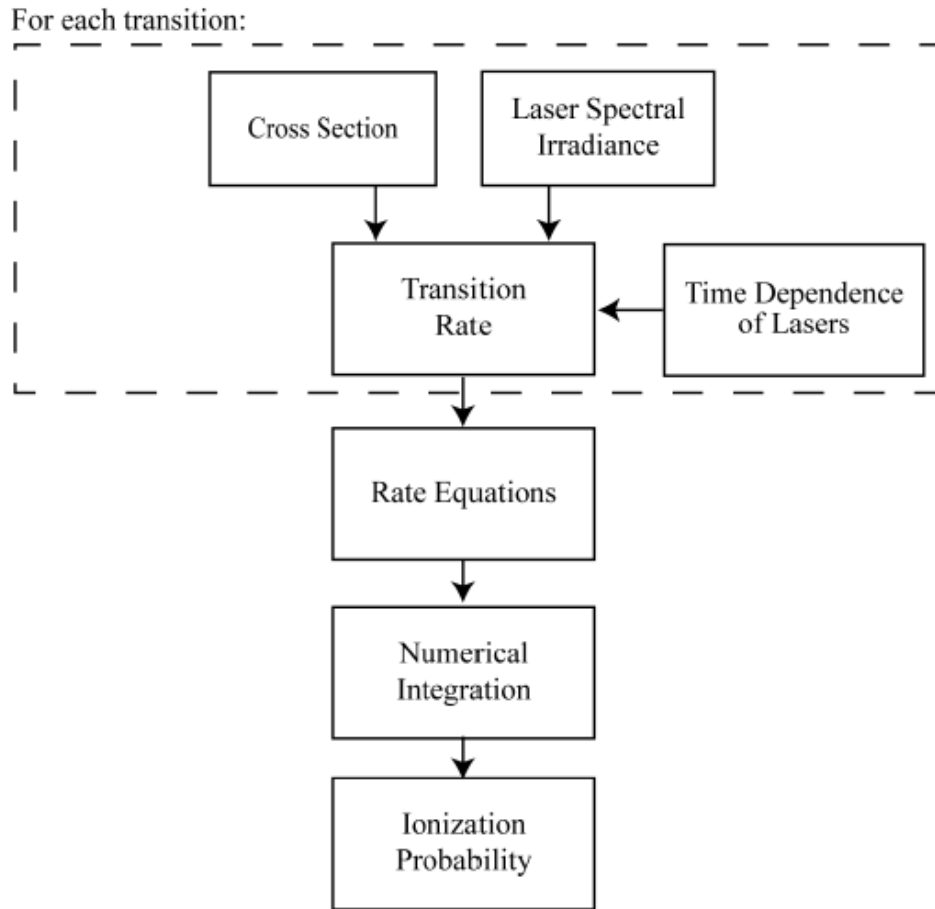 For each transition:
Cross Section
Laser Spectral
Irradiance
Transition
Rate
Time Dependence
of Lasers
Rate Equations
Numerical
Integration
Ionization
Probability